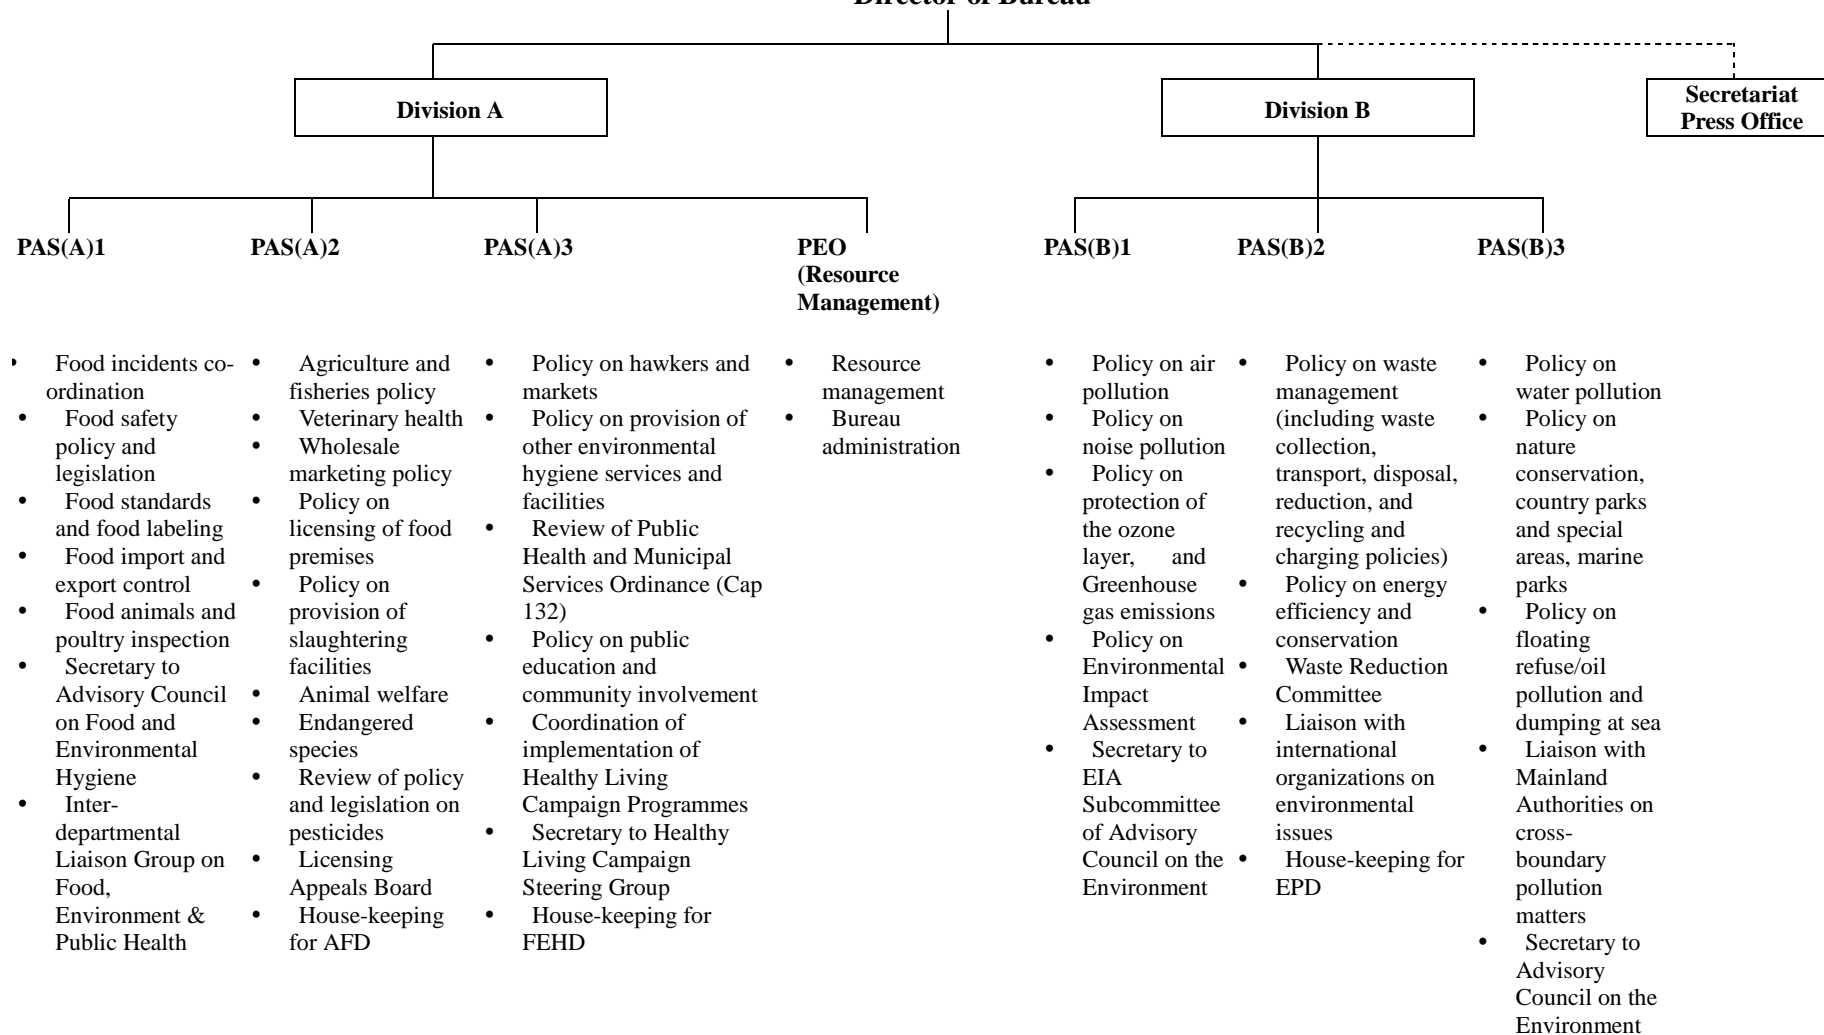 Director of Bureau
Division A
Division B
Secretariat
Press Office
PAS(A)1
PAS(A)2
PAS(A)3
PEO
(Resource
Management)
PAS(B)1
PAS(B)2
PAS(B)3
• Food incidents co-
ordination
• Food safety
policy and
legislation
• Food standards
and food labeling
• Food import and
export control
• Food animals and
poultry inspection
• Secretary to
Advisory Council
on Food and
Environmental
Hygiene
• Inter-
departmental
Liaison Group on
Food,
Environment &
Public Health
• Agriculture and
fisheries policy
• Veterinary health
• Wholesale
marketing policy
• Policy on
licensing of food
premises
• Policy on
provision of
slaughtering
facilities
• Animal welfare
• Endangered
species
• Review of policy
and legislation on
pesticides
• Licensing
Appeals Board
• House-keeping
for AFD
• Policy on hawkers and
markets
• Policy on provision of
other environmental
hygiene services and
facilities
• Review of Public
Health and Municipal
Services Ordinance (Cap
132)
• Policy on public
education and
community involvement
• Coordination of
implementation of
Healthy Living
Campaign Programmes
• Secretary to Healthy
Living Campaign
Steering Group
• House-keeping for
FEHD
• Resource
management
• Bureau
administration
• Policy on air
pollution
• Policy on
noise pollution
• Policy on
protection of
the ozone
layer, and
Greenhouse
gas emissions
• Policy on
Environmental
Impact
Assessment
• Secretary to
EIA
Subcommittee
of Advisory
Council on the
Environment
• Policy on waste
management
(including waste
collection,
transport, disposal,
reduction, and
recycling and
charging policies)
• Policy on energy
efficiency and
conservation
• Waste Reduction
Committee
• Liaison with
international
organizations on
environmental
issues
• House-keeping for
EPD
• Policy on
water pollution
• Policy on
nature
conservation,
country parks
and special
areas, marine
parks
• Policy on
floating
refuse/oil
pollution and
dumping at sea
• Liaison with
Mainland
Authorities on
cross-
boundary
pollution
matters
• Secretary to
Advisory
Council on the
Environment